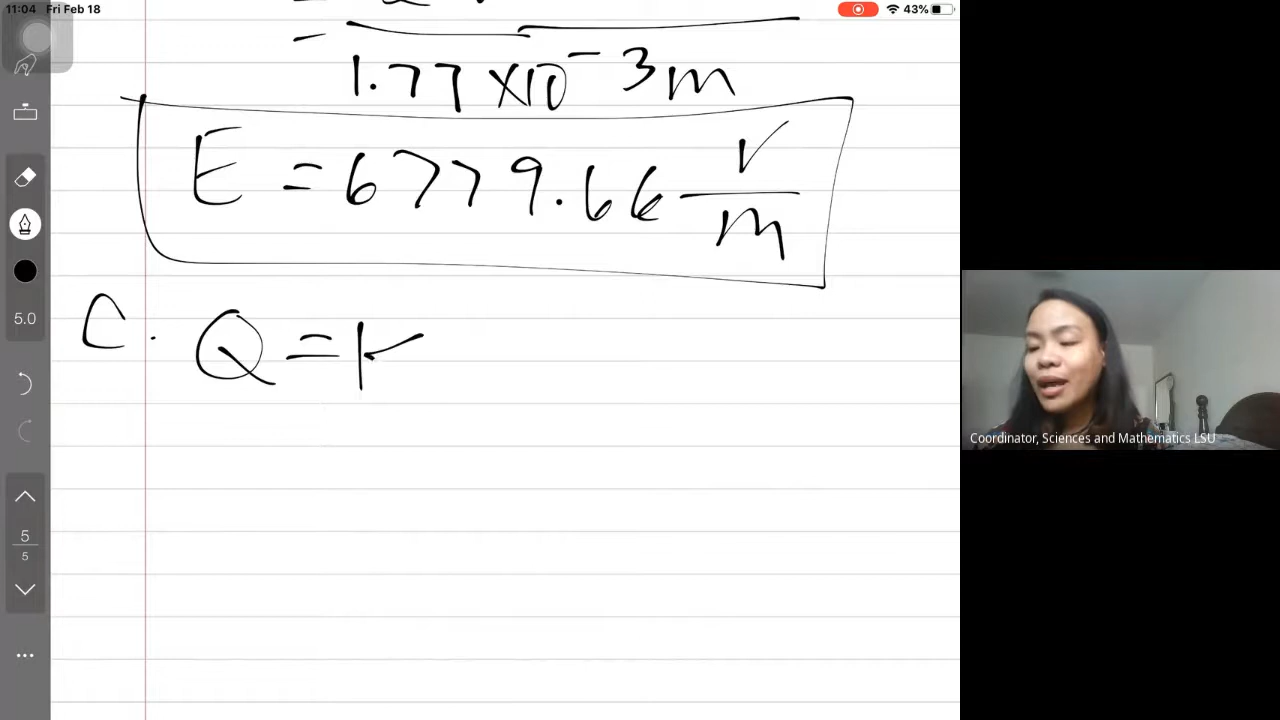 11:04 Fri Feb 18
43%
=
1.77 X10^-3 m
E = 6779.66 V/m
5.0
C. Q = k
5
5
Coordinator, Sciences and Mathematics LSU